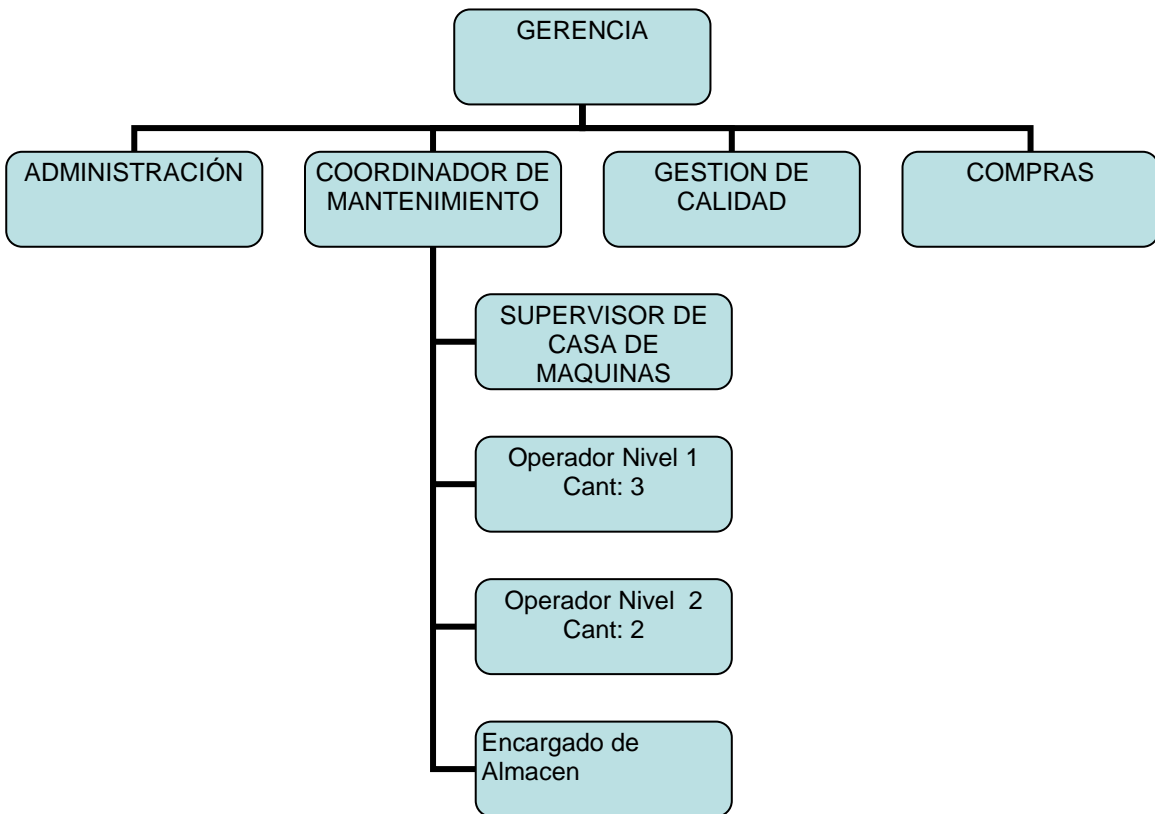 GERENCIA
ADMINISTRACIÓN
COORDINADOR DE
MANTENIMIENTO
GESTION DE
CALIDAD
COMPRAS
SUPERVISOR DE
CASA DE
MAQUINAS
Operador Nivel 1
Cant: 3
Operador Nivel  2
Cant: 2
Encargado de
Almacen